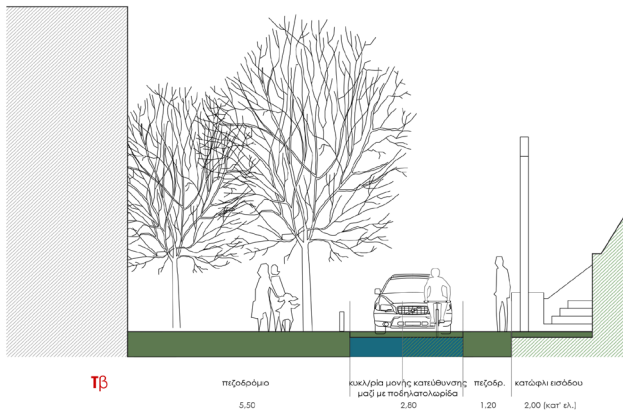 Τβ
πεζοδρόμιο
κυκλ/ρία μονής κατεύθυνσης
μαζί με ποδηλατολωρίδα
πεζοδρ.
κατώφλι εισόδου
5,50
2,80
1,20
2,00 (κατ' ελ.)